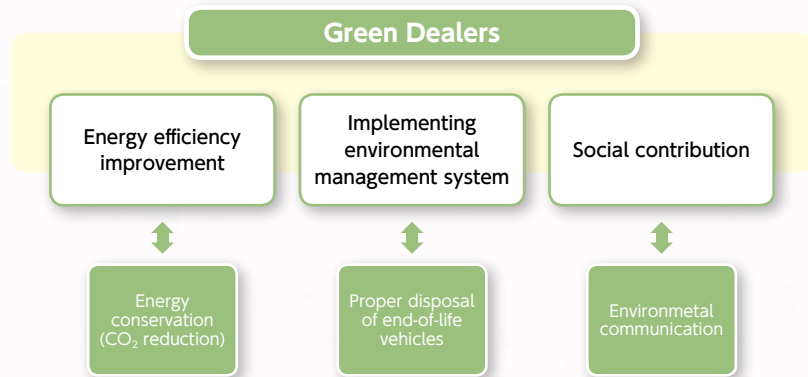 Green Dealers
Energy efficiency
improvement
Implementing
environmental
management system
Social contribution
Energy
conservation
(CO₂ reduction)
Proper disposal
of end-of-life
vehicles
Environmetal
communication